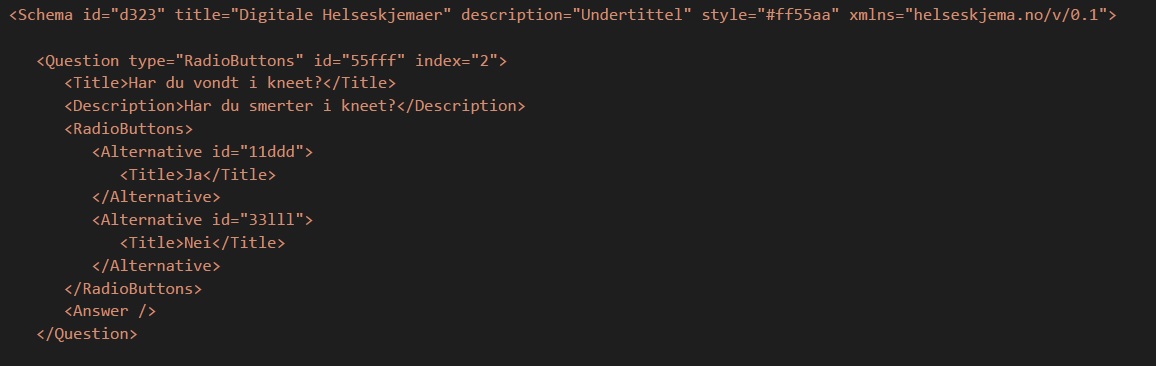 <Schema id="d323" title="Digitale Helseskjemaer" description="Undertittel" style="#ff55aa" xmlns="helseskjema.no/v/0.1">
<Question type="RadioButtons" id="55fff" index="2">
<Title>Har du vondt i kneet?</Title>
<Description>Har du smerter i kneet?</Description>
<RadioButtons>
<Alternative id="11ddd">
<Title>Ja</Title>
</Alternative>
<Alternative id="33lll">
<Title>Nei</Title>
</Alternative>
</RadioButtons>
<Answer />
</Question>